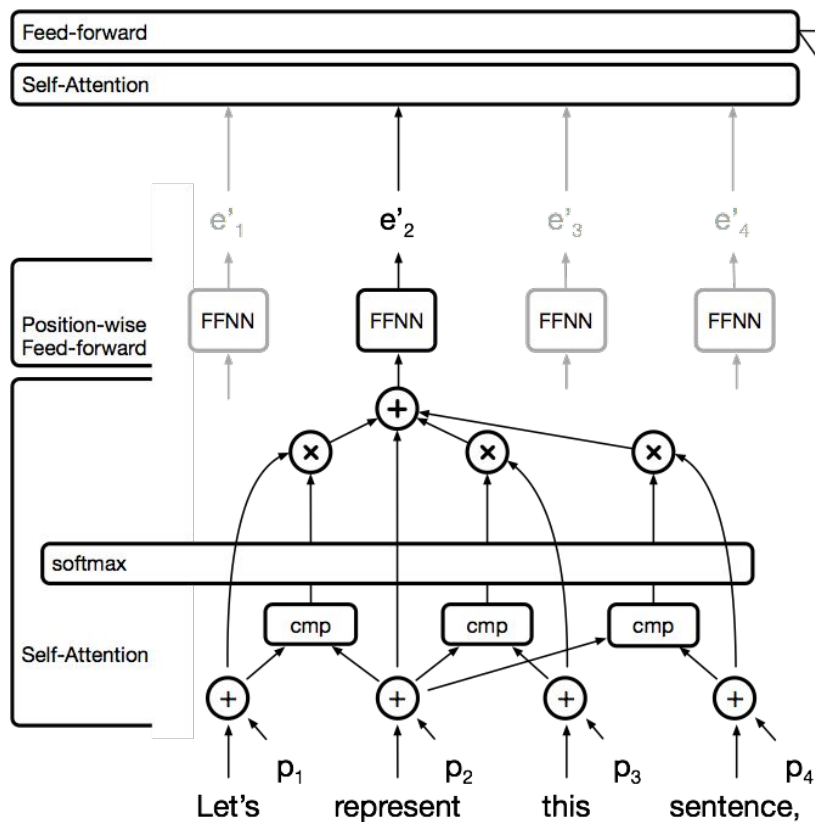 Feed-forward
Self-Attention
e'1 e'2 e'3 e'4
FFNN FFNN FFNN FFNN
Position-wise
Feed-forward
+
× × ×
softmax
cmp cmp cmp
Self-Attention
+ + + +
p1 p2 p3 p4
Let's represent this sentence,